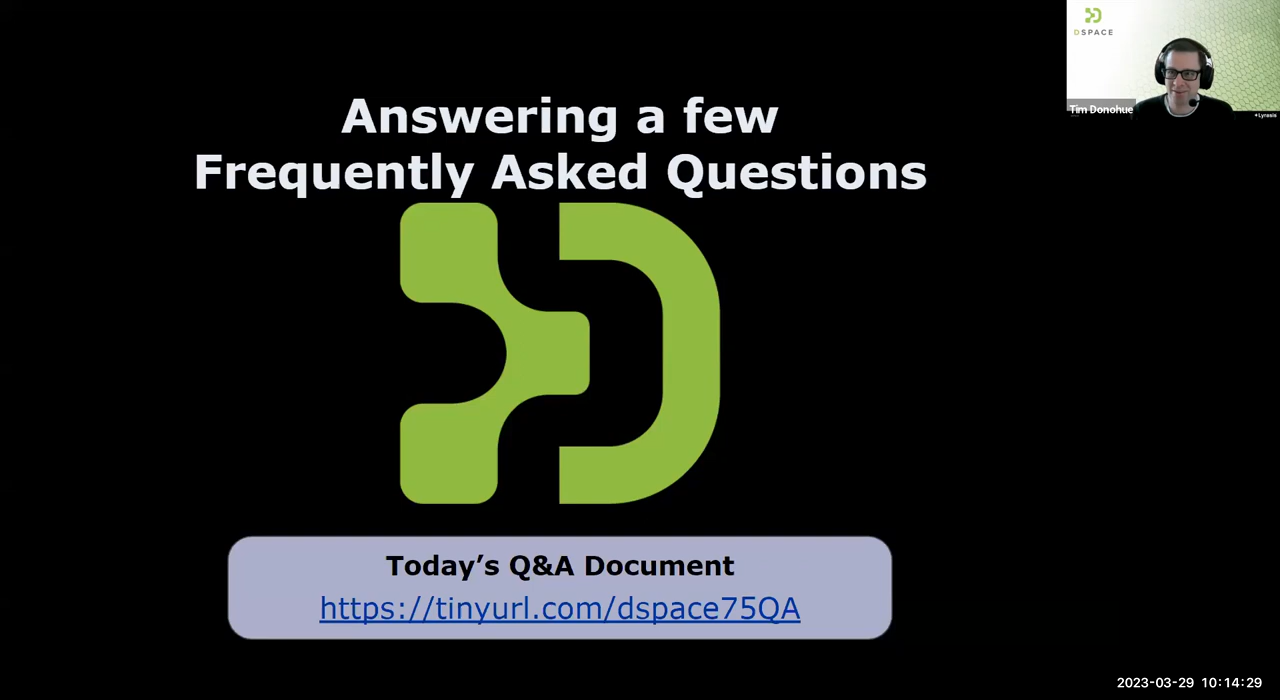 Answering a few
Frequently Asked Questions
DSPACE
Tim Donohue
Lyrasis
Today’s Q&A Document
https://tinyurl.com/dspace75QA
2023-03-29 10:14:29